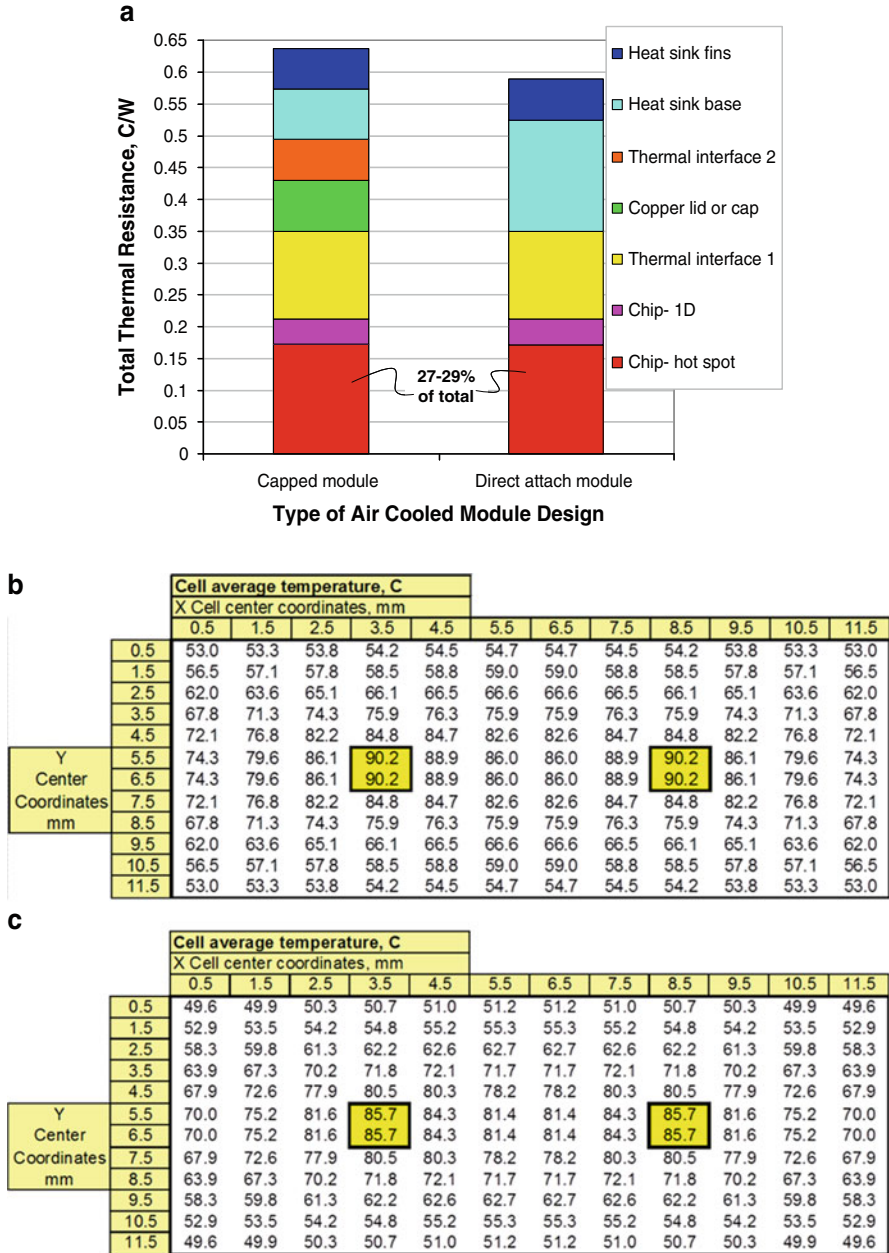 a
Total Thermal Resistance, C/W
0.65
0.6
0.55
0.5
0.45
0.4
0.35
0.3
0.25
0.2
0.15
0.1
0.05
0
Heat sink fins
Heat sink base
Thermal interface 2
Copper lid or cap
Thermal interface 1
Chip- 1D
Chip- hot spot
27-29%
of total
Capped module Direct attach module
Type of Air Cooled Module Design
b
Cell average temperature, C
X Cell center coordinates, mm
0.5 1.5 2.5 3.5 4.5 5.5 6.5 7.5 8.5 9.5 10.5 11.5
0.5 53.0 53.3 53.8 54.2 54.5 54.7 54.7 54.5 54.2 53.8 53.3 53.0
1.5 56.5 57.1 57.8 58.5 58.8 59.0 59.0 58.8 58.5 57.8 57.1 56.5
2.5 62.0 63.6 65.1 66.1 66.5 66.6 66.6 66.5 66.1 65.1 63.6 62.0
3.5 67.8 71.3 74.3 75.9 76.3 75.9 75.9 76.3 75.9 74.3 71.3 67.8
4.5 72.1 76.8 82.2 84.8 84.7 82.6 82.6 84.7 84.8 82.2 76.8 72.1
Y 5.5 74.3 79.6 86.1 90.2 88.9 86.0 86.0 88.9 90.2 86.1 79.6 74.3
Center 6.5 74.3 79.6 86.1 90.2 88.9 86.0 86.0 88.9 90.2 86.1 79.6 74.3
Coordinates 7.5 72.1 76.8 82.2 84.8 84.7 82.6 82.6 84.7 84.8 82.2 76.8 72.1
mm 8.5 67.8 71.3 74.3 75.9 76.3 75.9 75.9 76.3 75.9 74.3 71.3 67.8
9.5 62.0 63.6 65.1 66.1 66.5 66.6 66.6 66.5 66.1 65.1 63.6 62.0
10.5 56.5 57.1 57.8 58.5 58.8 59.0 59.0 58.8 58.5 57.8 57.1 56.5
11.5 53.0 53.3 53.8 54.2 54.5 54.7 54.7 54.5 54.2 53.8 53.3 53.0
c
Cell average temperature, C
X Cell center coordinates, mm
0.5 1.5 2.5 3.5 4.5 5.5 6.5 7.5 8.5 9.5 10.5 11.5
0.5 49.6 49.9 50.3 50.7 51.0 51.2 51.2 51.0 50.7 50.3 49.9 49.6
1.5 52.9 53.5 54.2 54.8 55.2 55.3 55.3 55.2 54.8 54.2 53.5 52.9
2.5 58.3 59.8 61.3 62.2 62.6 62.7 62.7 62.6 62.2 61.3 59.8 58.3
3.5 63.9 67.3 70.2 71.8 72.1 71.7 71.7 72.1 71.8 70.2 67.3 63.9
4.5 67.9 72.6 77.9 80.5 80.3 78.2 78.2 80.3 80.5 77.9 72.6 67.9
Y 5.5 70.0 75.2 81.6 85.7 84.3 81.4 81.4 84.3 85.7 81.6 75.2 70.0
Center 6.5 70.0 75.2 81.6 85.7 84.3 81.4 81.4 84.3 85.7 81.6 75.2 70.0
Coordinates 7.5 67.9 72.6 77.9 80.5 80.3 78.2 78.2 80.3 80.5 77.9 72.6 67.9
mm 8.5 63.9 67.3 70.2 71.8 72.1 71.7 71.7 72.1 71.8 70.2 67.3 63.9
9.5 58.3 59.8 61.3 62.2 62.6 62.7 62.7 62.6 62.2 61.3 59.8 58.3
10.5 52.9 53.5 54.2 54.8 55.2 55.3 55.3 55.2 54.8 54.2 53.5 52.9
11.5 49.6 49.9 50.3 50.7 51.0 51.2 51.2 51.0 50.7 50.3 49.9 49.6